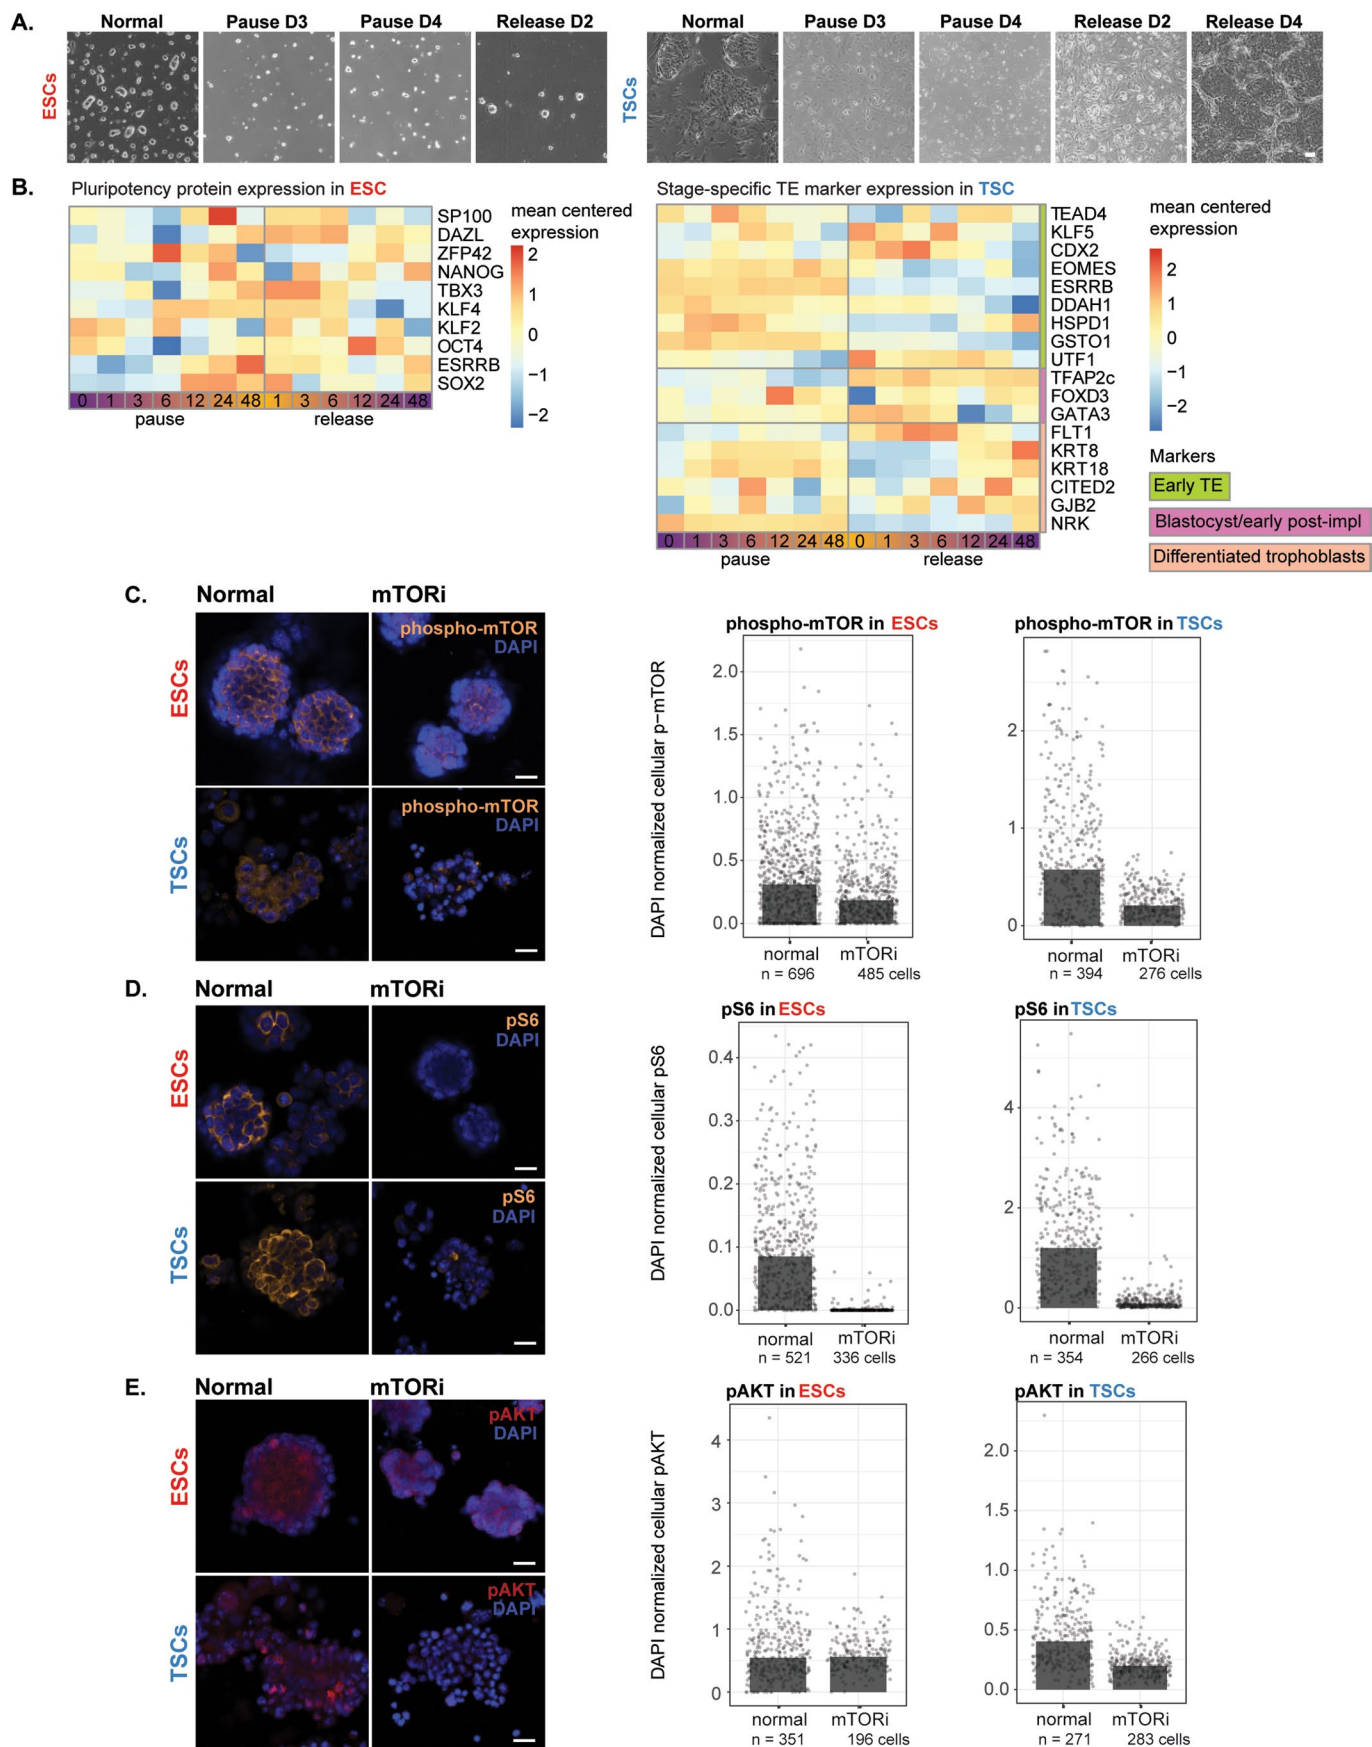 A.
Normal
Pause D3
Pause D4
Release D2
Normal
Pause D3
Pause D4
Release D2
Release D4
ESCs
TSCs
B.
Pluripotency protein expression in ESC
SP100
DAZL
ZFP42
NANOG
TBX3
KLF4
KLF2
OCT4
ESRRB
SOX2
0 1 3 6 12 24 48 1 3 6 12 24 48
pause release
mean centered
expression
2
1
0
−1
−2
Stage-specific TE marker expression in TSC
TEAD4
KLF5
CDX2
EOMES
ESRRB
DDAH1
HSPD1
GSTO1
UTF1
TFAP2c
FOXD3
GATA3
FLT1
KRT8
KRT18
CITED2
GJB2
NRK
0 1 3 6 12 24 48 0 1 3 6 12 24 48
pause release
mean centered
expression
2
1
0
−1
−2
Markers
Early TE
Blastocyst/early post-impl
Differentiated trophoblasts
C.
Normal
mTORi
ESCs
phospho-mTOR
DAPI
TSCs
phospho-mTOR
DAPI
phospho-mTOR in ESCs
DAPI normalized cellular p−mTOR
2.0
1.5
1.0
0.5
0.0
normal mTORi
n = 696 485 cells
phospho-mTOR in TSCs
2
1
0
normal mTORi
n = 394 276 cells
D.
Normal
mTORi
ESCs
pS6
DAPI
TSCs
pS6
DAPI
pS6 in ESCs
DAPI normalized cellular pS6
0.4
0.3
0.2
0.1
0.0
normal mTORi
n = 521 336 cells
pS6 in TSCs
4
2
0
normal mTORi
n = 354 266 cells
E.
Normal
mTORi
ESCs
pAKT
DAPI
TSCs
pAKT
DAPI
pAKT in ESCs
DAPI normalized cellular pAKT
4
3
2
1
0
normal mTORi
n = 351 196 cells
pAKT in TSCs
2.0
1.5
1.0
0.5
0.0
normal mTORi
n = 271 283 cells